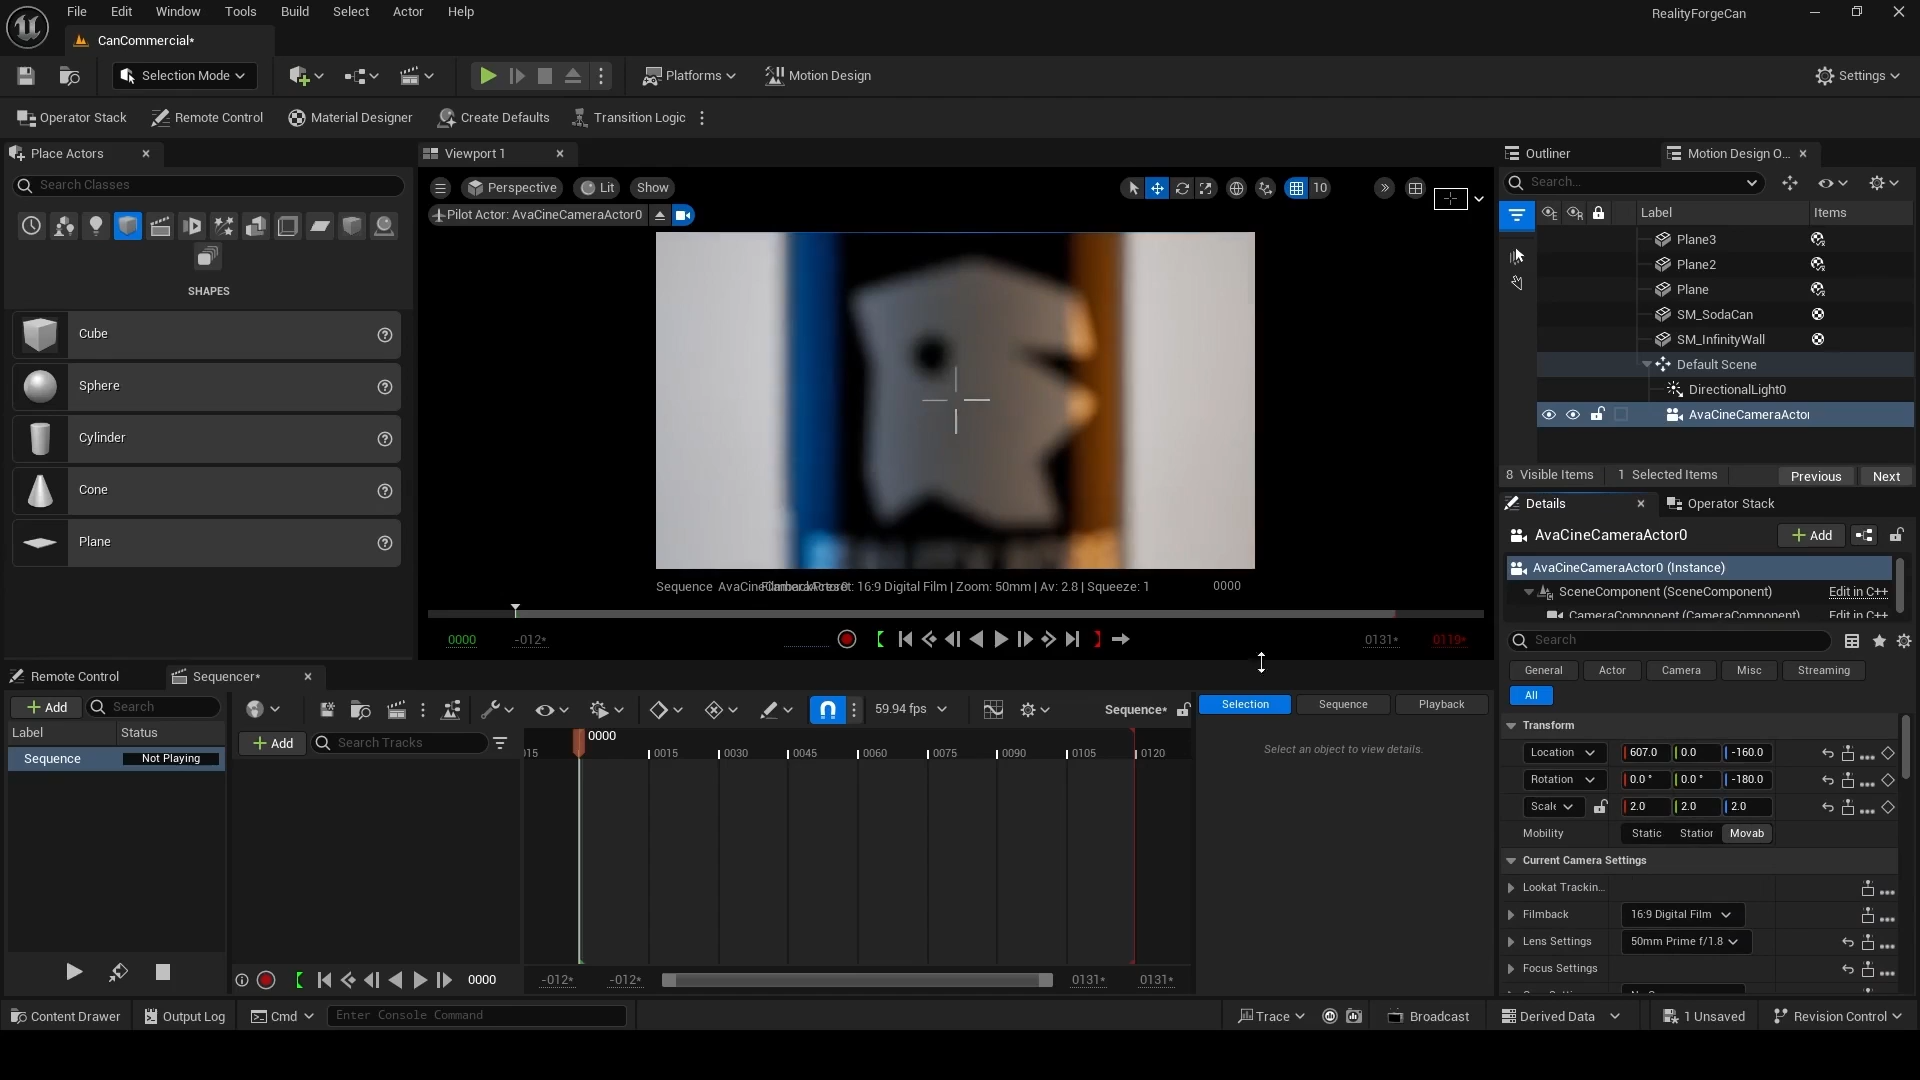 File Edit Window Tools Build Select Actor Help
RealityForgeCan
CanCommercial*
Selection Mode
Platforms
Motion Design
Settings
Operator Stack
Remote Control
Material Designer
Create Defaults
Transition Logic
Place Actors
Search Classes
SHAPES
Cube
Sphere
Cylinder
Cone
Plane
Viewport 1
Perspective
Lit
Show
10
Pilot Actor: AvaCineCameraActor0
16:9 Digital Film | Zoom: 50mm | Av: 2.8 | Squeeze: 1
0000
0000
-012*
0131*
0119*
Outliner
Motion Design O...
Search...
Label
Items
Plane3
Plane2
Plane
SM_SodaCan
SM_InfinityWall
Default Scene
DirectionalLight0
AvaCineCameraActor
8 Visible Items
1 Selected Items
Previous
Next
Details
Operator Stack
AvaCineCameraActor0
Add
AvaCineCameraActor0 (Instance)
SceneComponent (SceneComponent)
Edit in C++
CameraComponent (CameraComponent)
Edit in C++
Search
General
Actor
Camera
Misc
Streaming
All
Transform
Location
607.0
0.0
-160.0
Rotation
0.0°
0.0°
-180.0
Scale
2.0
2.0
2.0
Mobility
Static
Station
Movab
Current Camera Settings
Lookat Trackin...
Filmback
16:9 Digital Film
Lens Settings
50mm Prime f/1.8
Focus Settings
Remote Control
Sequencer*
Add
Search
Label
Status
Sequence
Not Playing
59.94 fps
Sequence*
Add
Search Tracks
0000
015
0015
0030
0045
0060
0075
0090
0105
0120
0000
-012*
-012*
0131*
0131*
Selection
Sequence
Playback
Select an object to view details.
Content Drawer
Output Log
Cmd
Enter Console Command
Trace
Broadcast
Derived Data
1 Unsaved
Revision Control